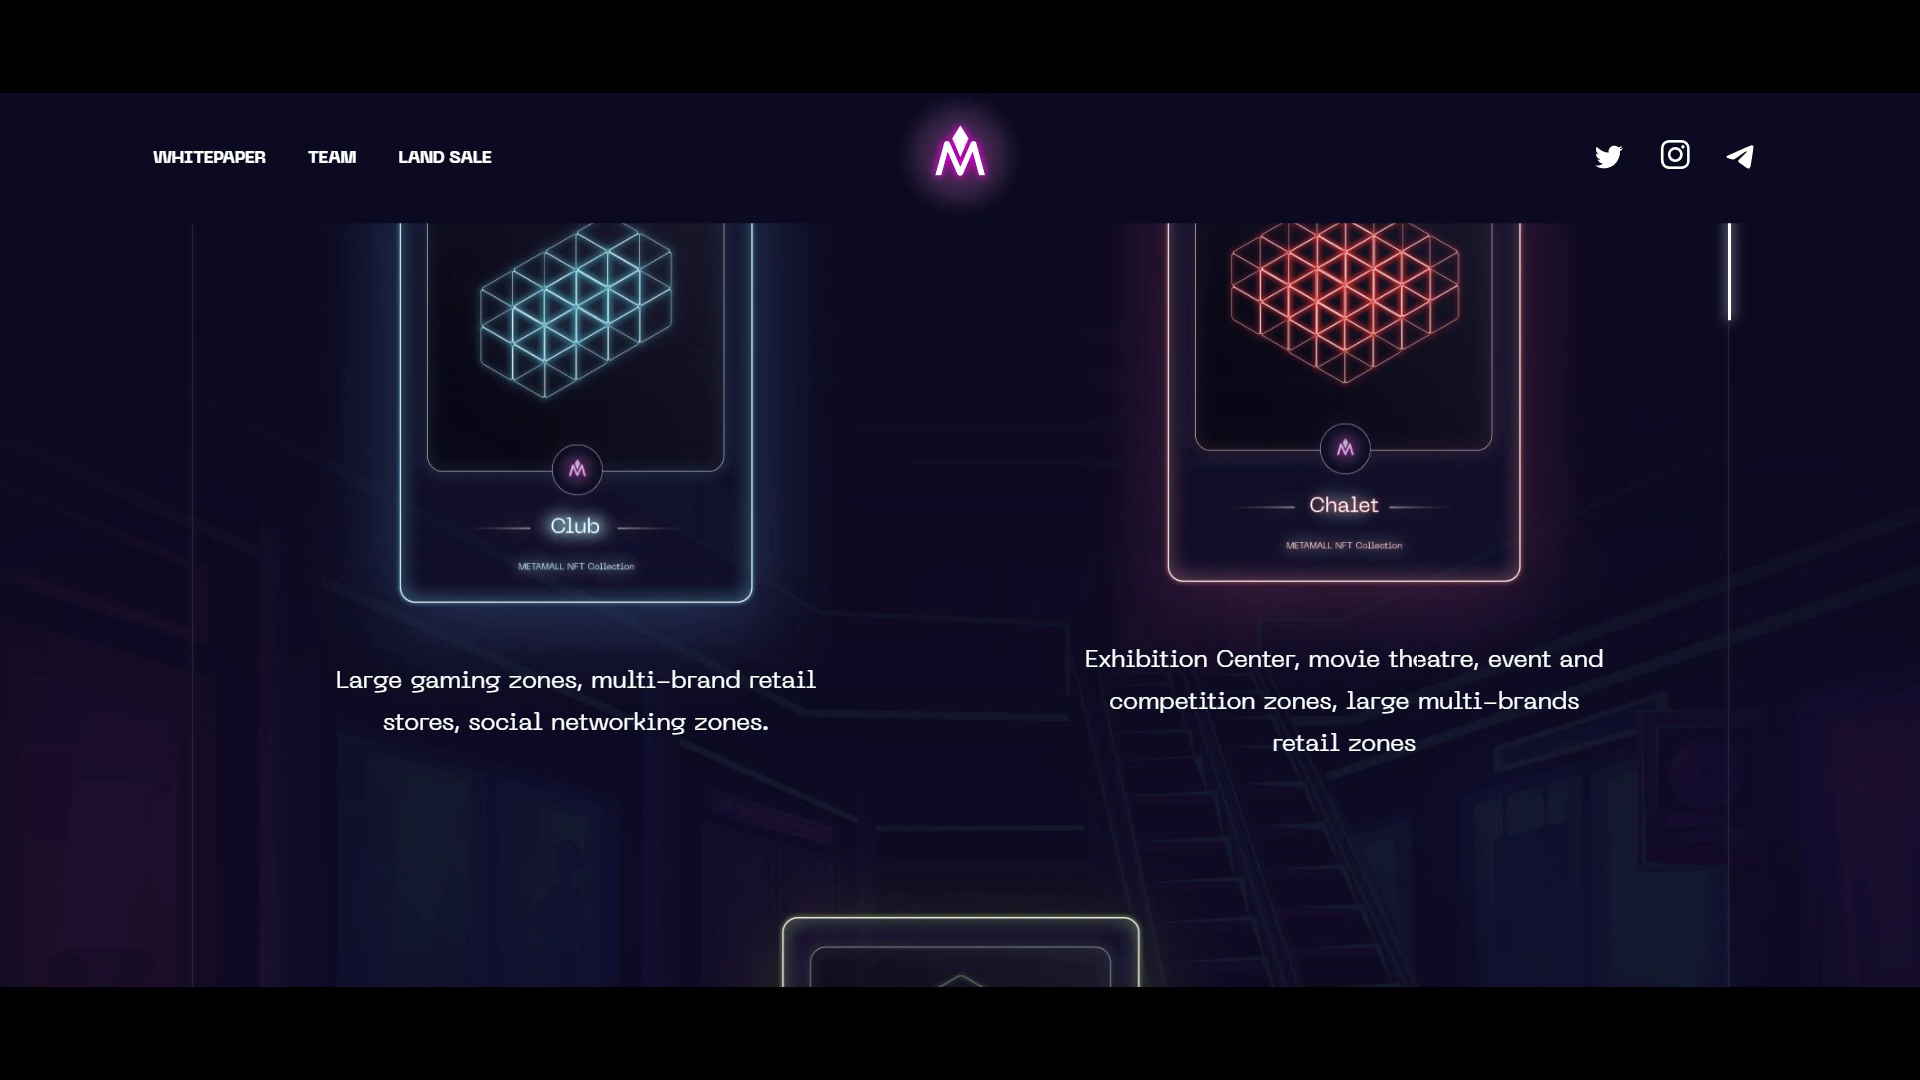 WHITEPAPER TEAM LAND SALE
Club
METAMALL NFT Collection
Large gaming zones, multi-brand retail
stores, social networking zones.
Chalet
METAMALL NFT Collection
Exhibition Center, movie theatre, event and
competition zones, large multi-brands
retail zones